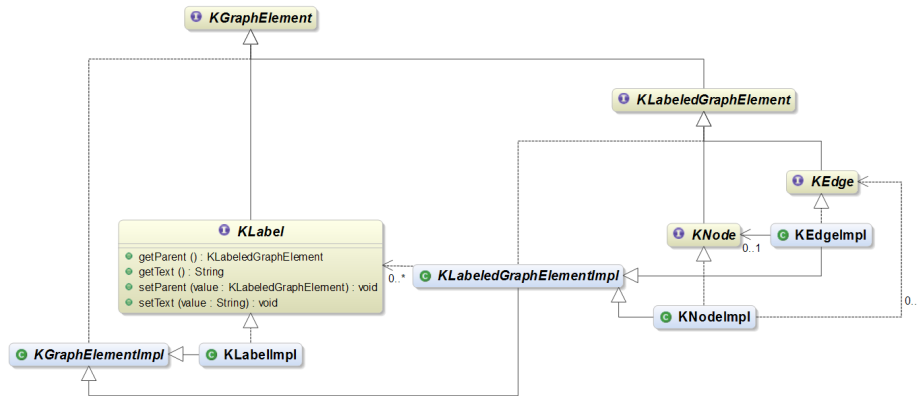 KGraphElement
KLabeledGraphElement
KEdge
KLabel
getParent () : KLabeledGraphElement
getText () : String
setParent (value : KLabeledGraphElement) : void
setText (value : String) : void
KNode
KEdgeImpl
0..1
0..*
KLabeledGraphElementImpl
KNodeImpl
0..
KGraphElementImpl
KLabelImpl